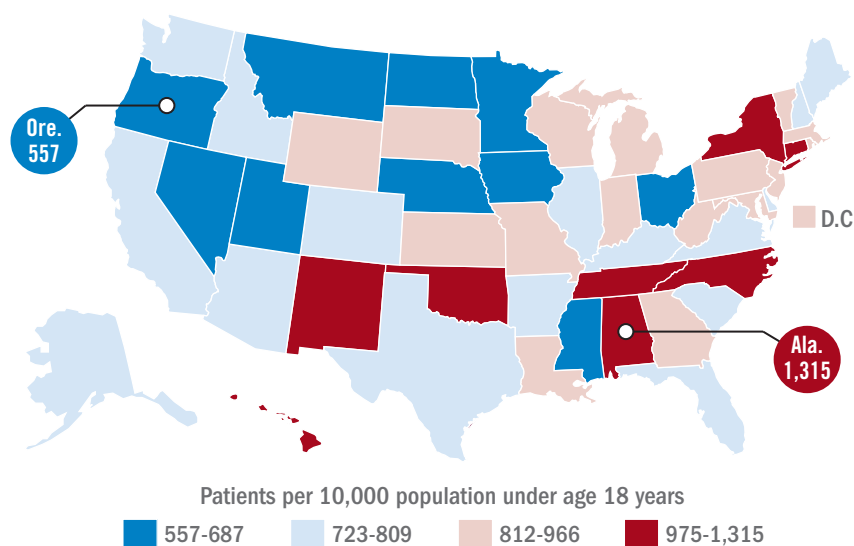 Ore.
557
D.C
Ala.
1,315
Patients per 10,000 population under age 18 years
557-687
723-809
812-966
975-1,315